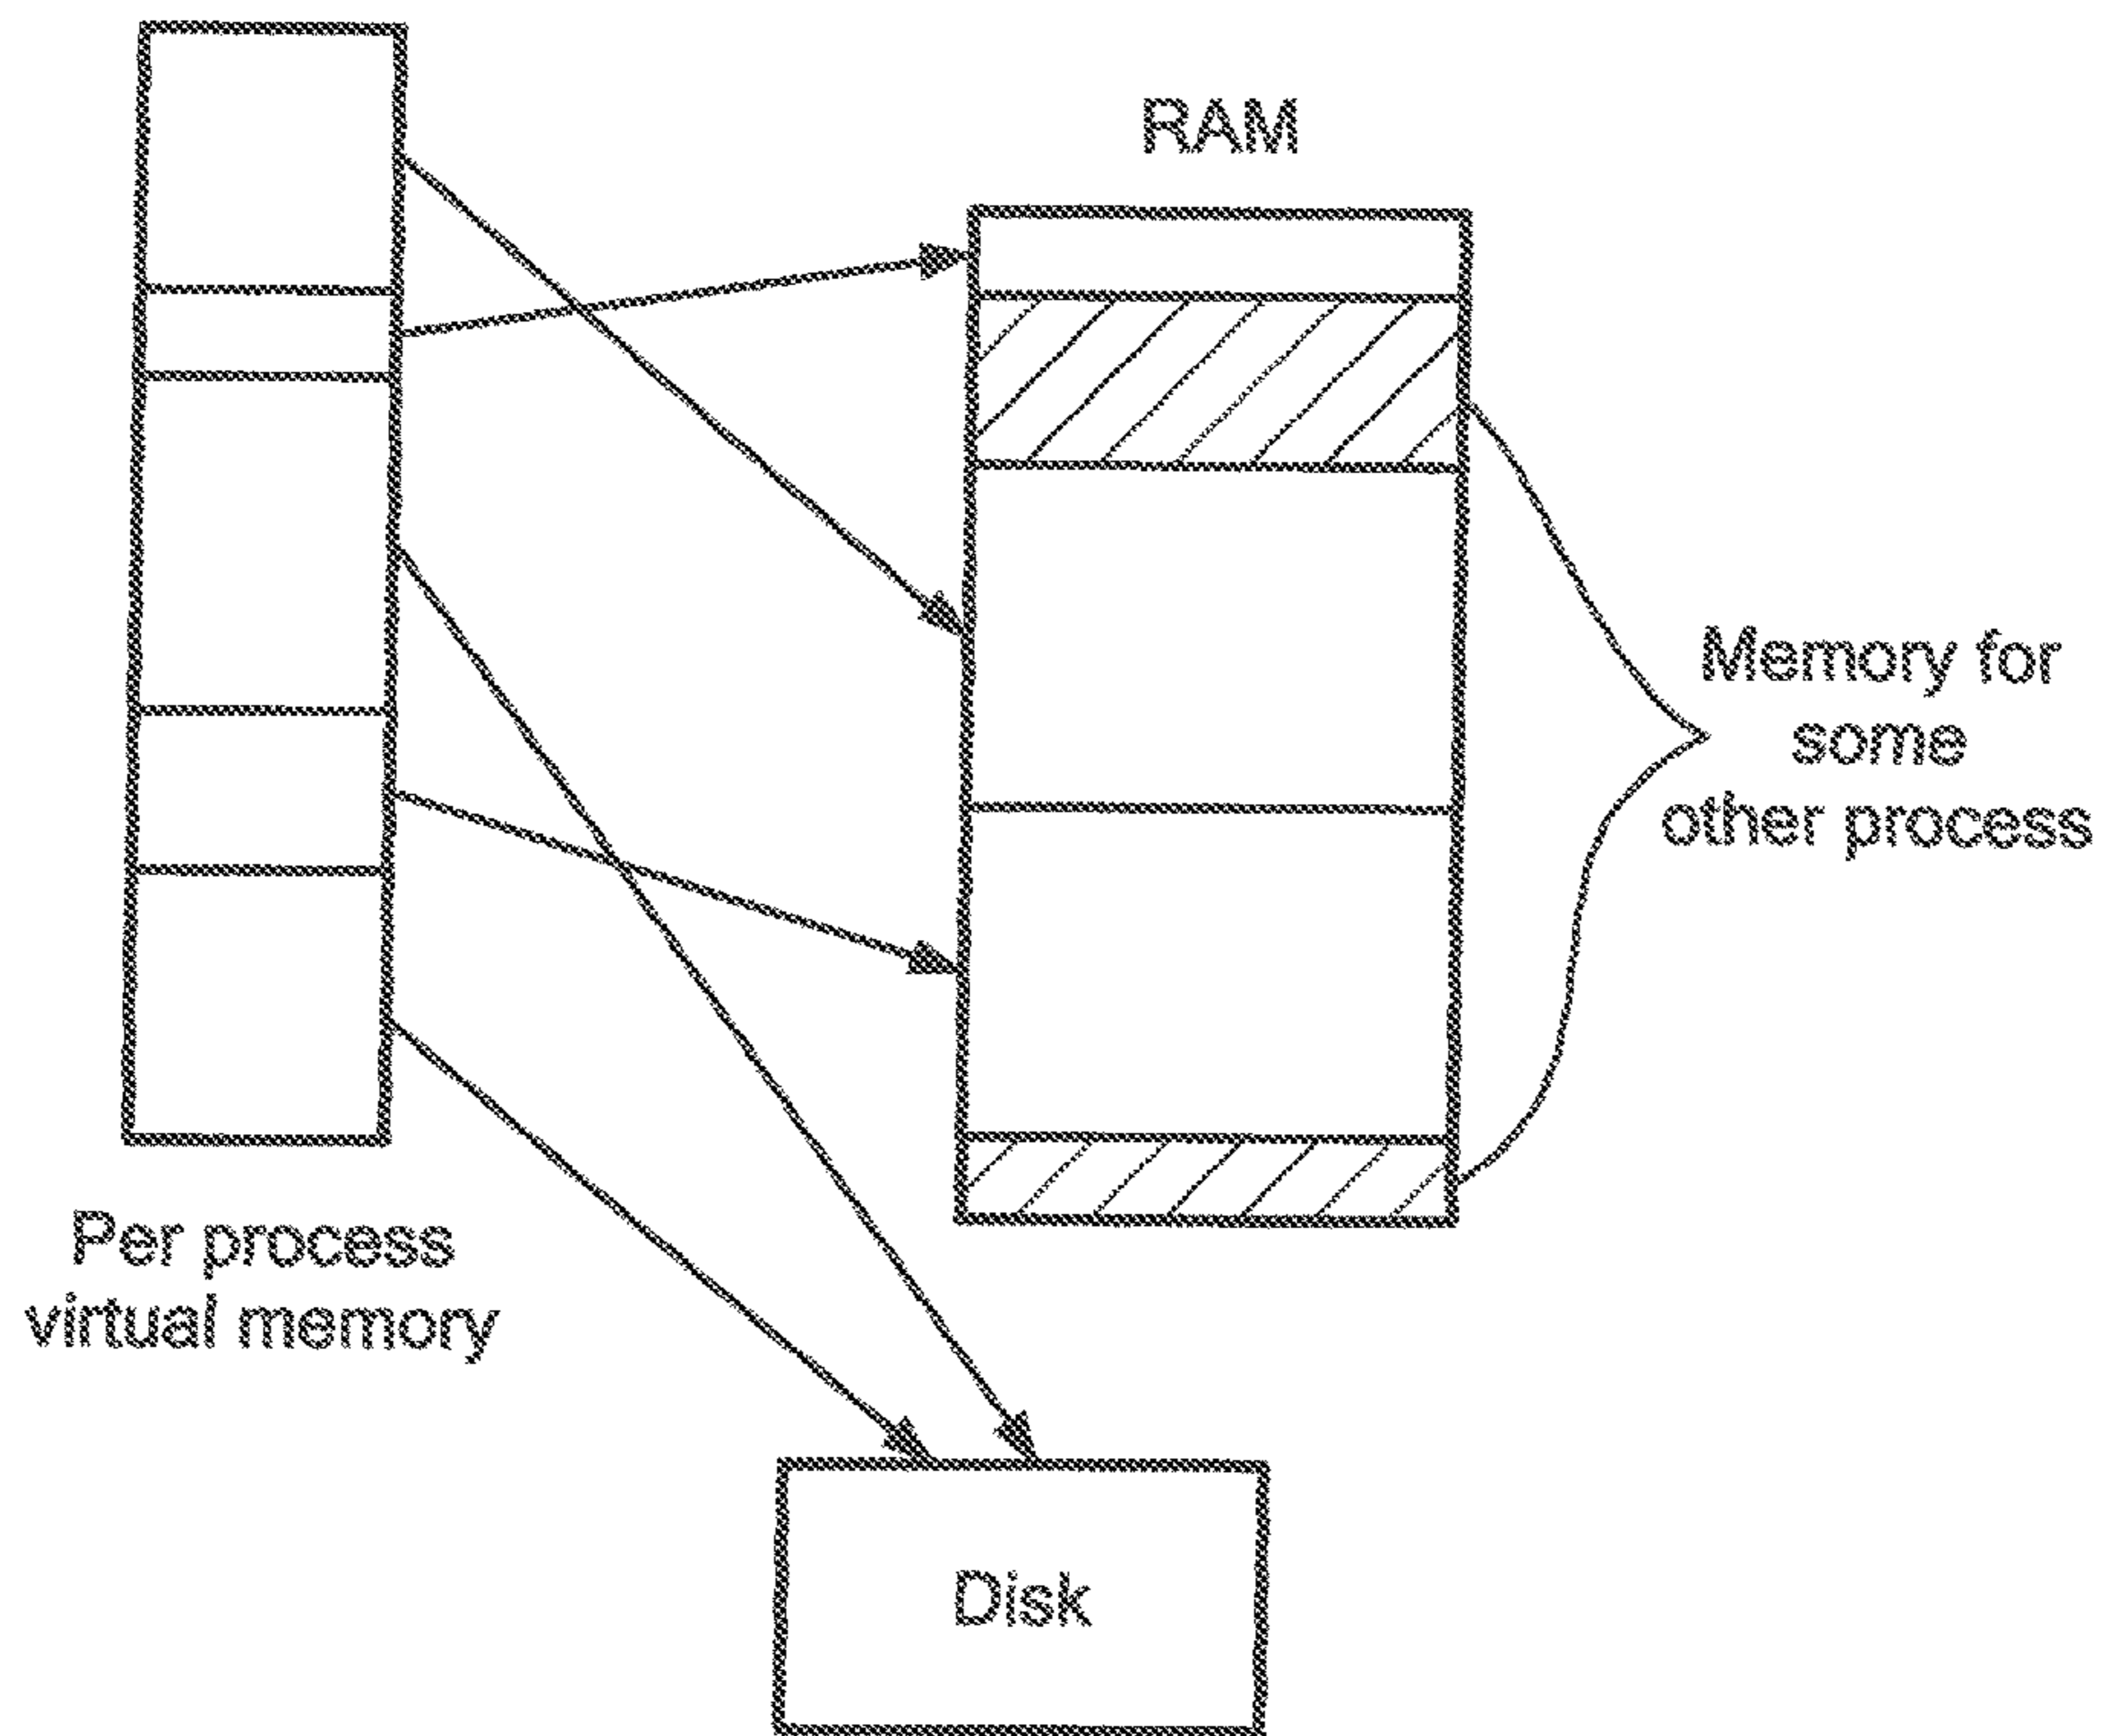 RAM
Memory for
some
other process
Per process
virtual memory
Disk